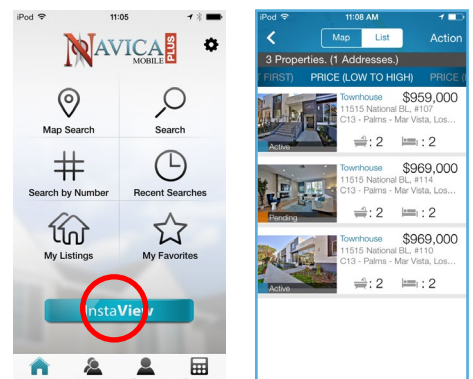 iPod 11:05
NAVICA
MOBILE PLUS
Map Search Search
Search by Number Recent Searches
My Listings My Favorites
InstaView
iPod 11:08 AM
Map List Action
3 Properties. (1 Addresses.)
FIRST) PRICE (LOW TO HIGH) PRICE (
Townhouse $959,000
11515 National BL, #107
C13 - Palms - Mar Vista, Los...
Active : 2 : 2
Townhouse $969,000
11515 National BL, #114
C13 - Palms - Mar Vista, Los...
Pending : 2 : 2
Townhouse $969,000
11515 National BL, #110
C13 - Palms - Mar Vista, Los...
Active : 2 : 2